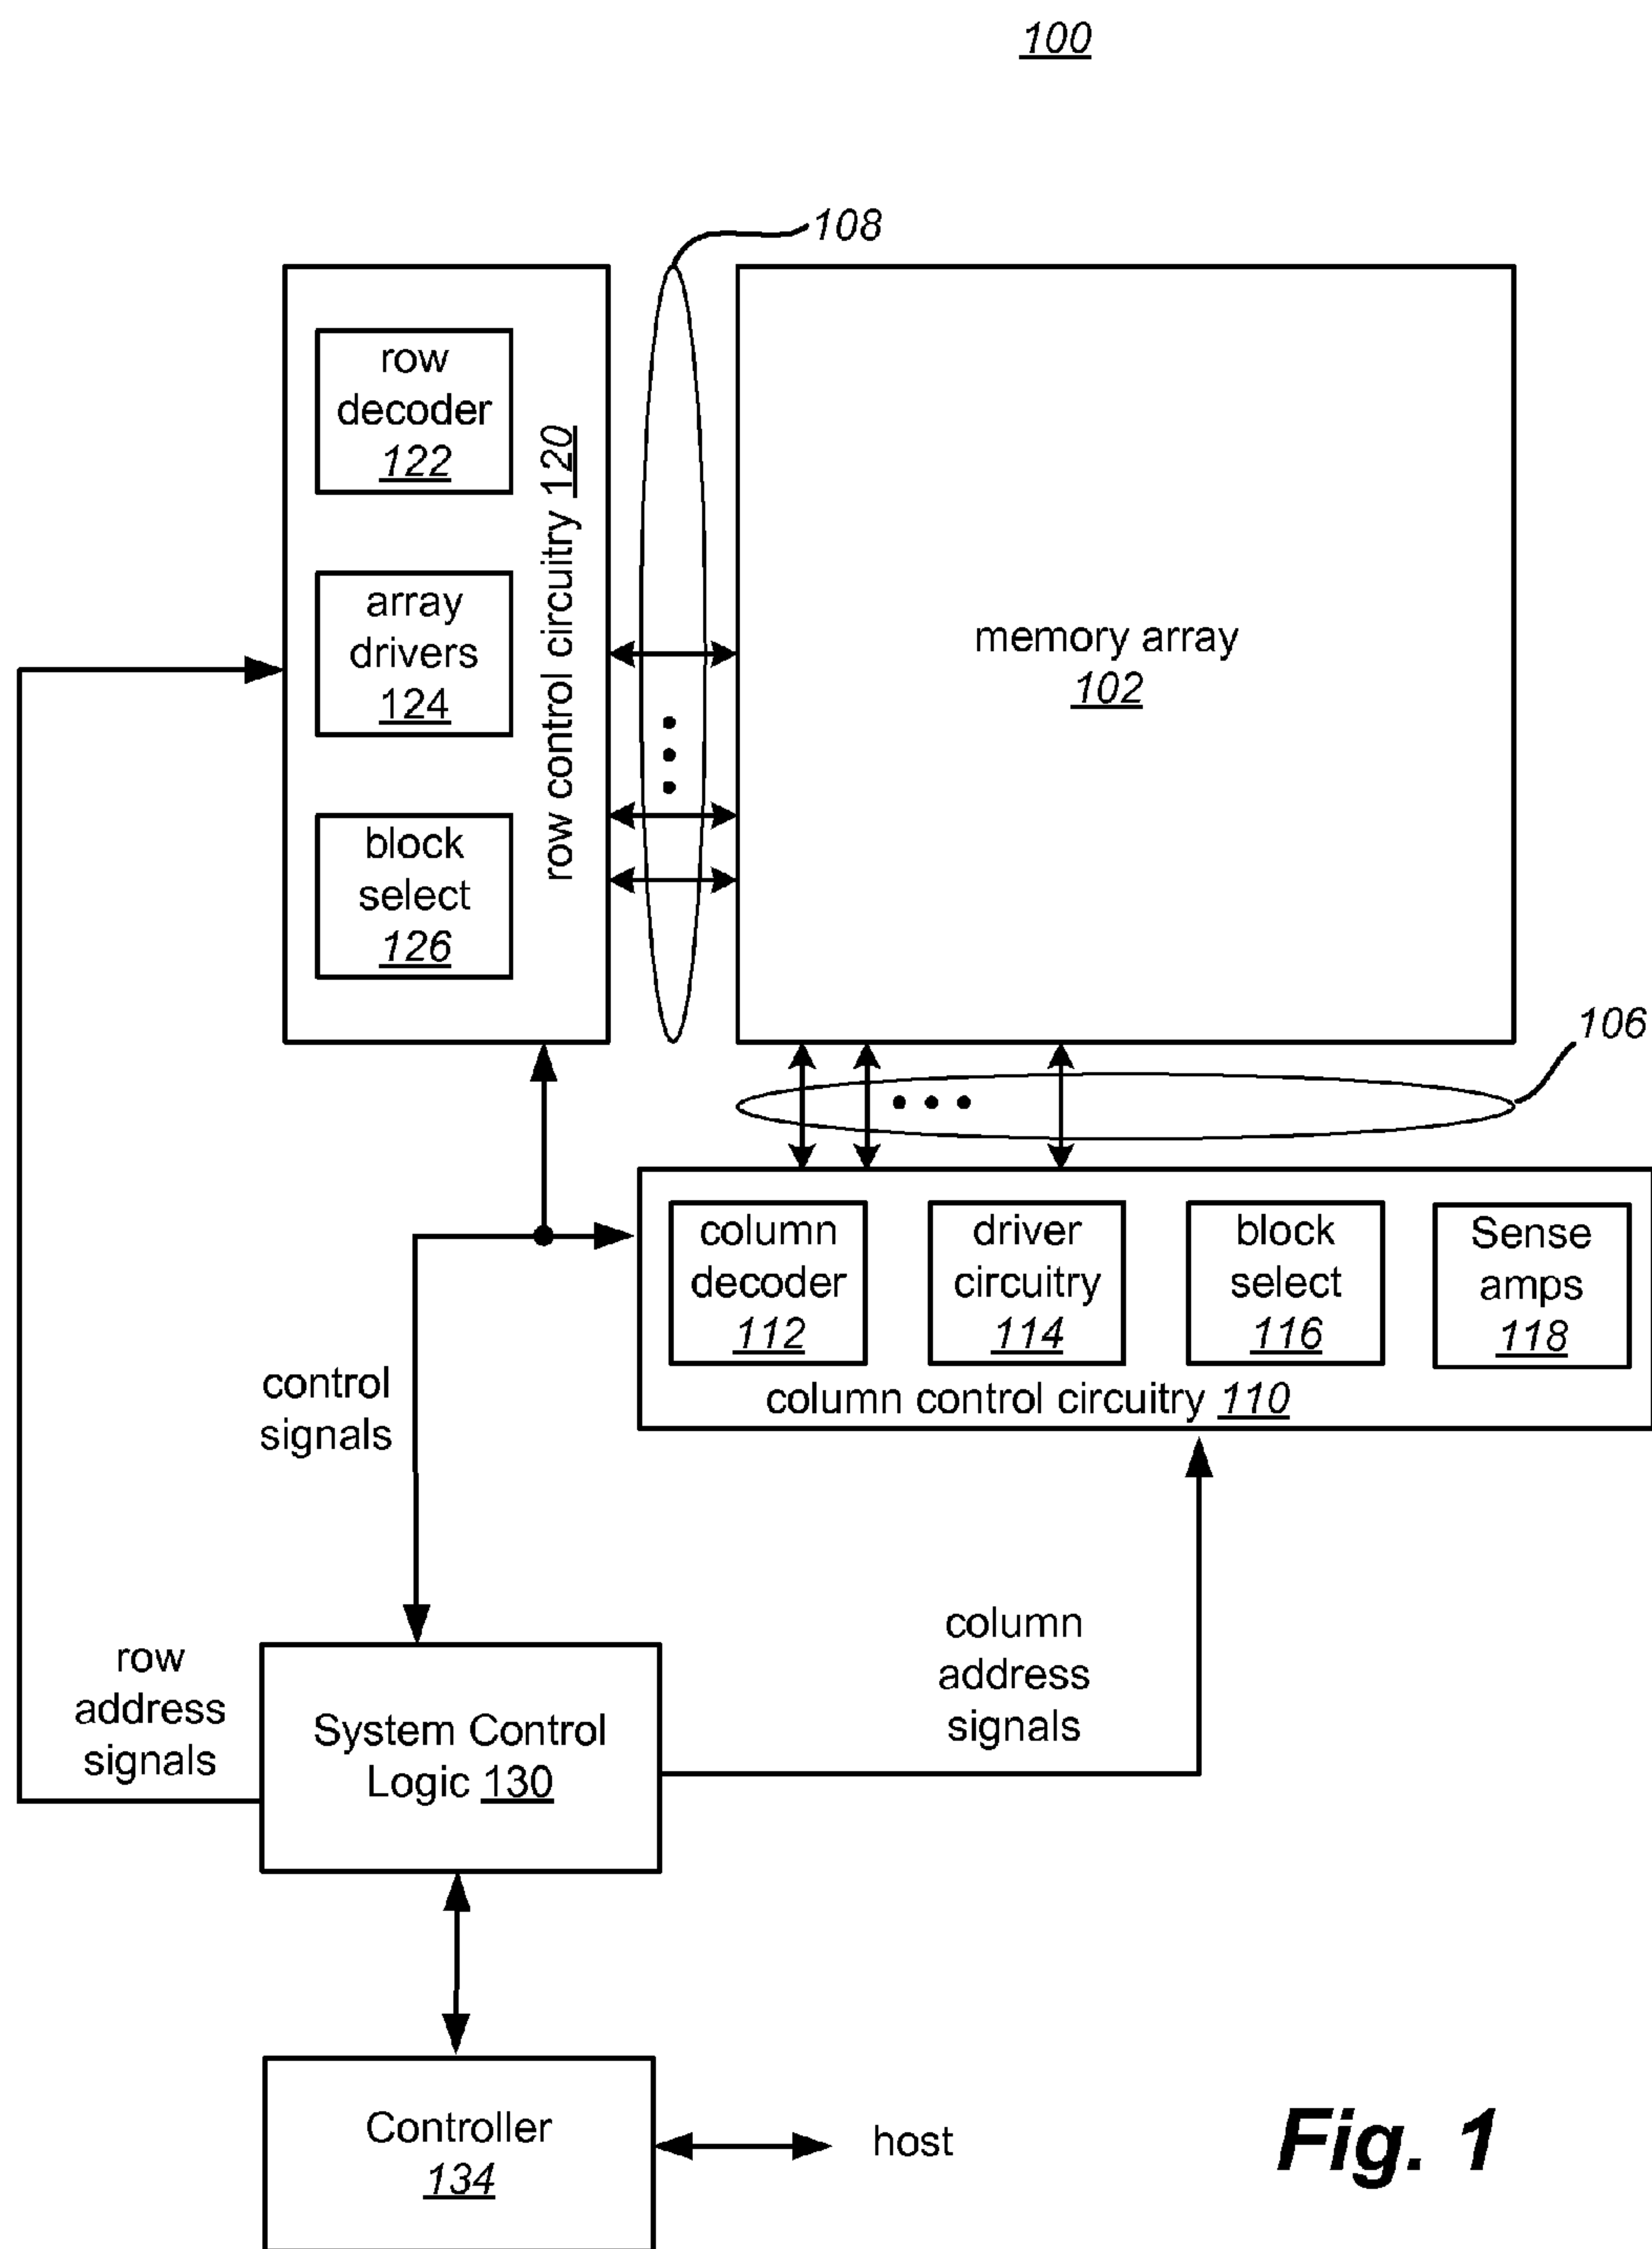 100
108
row
decoder
122
array
drivers
124
block
select
126
row control circuitry 120
memory array
102
106
column
decoder
112
driver
circuitry
114
block
select
116
Sense
amps
118
column control circuitry 110
control
signals
row
address
signals
System Control
Logic 130
column
address
signals
Controller
134
host
Fig. 1